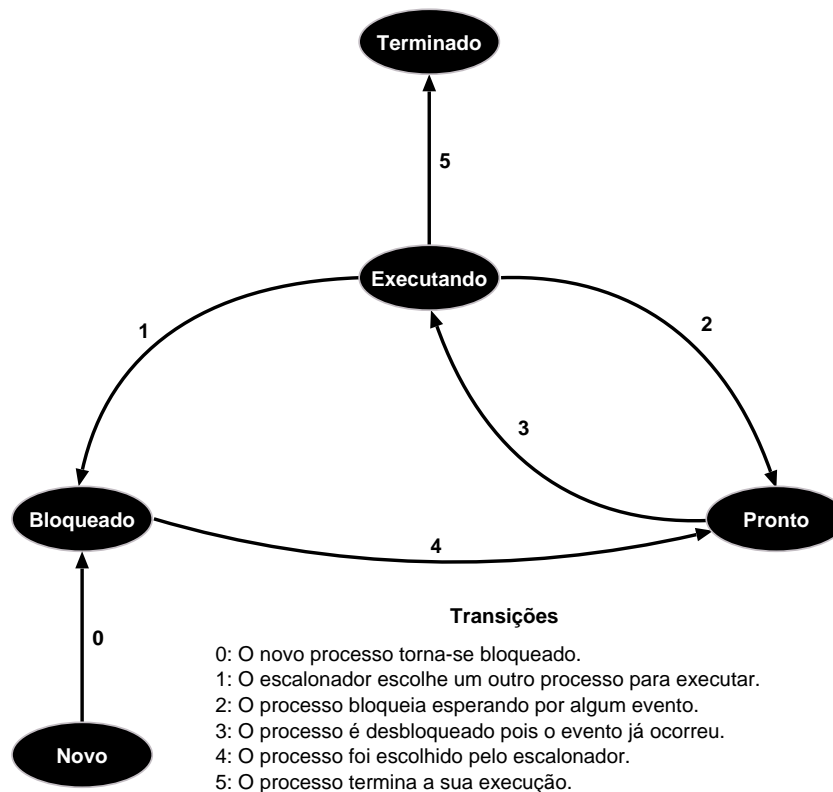 Terminado
5
Executando
1
2
3
Bloqueado
Pronto
4
Transições
0
0: O novo processo torna-se bloqueado.
1: O escalonador escolhe um outro processo para executar.
2: O processo bloqueia esperando por algum evento.
3: O processo é desbloqueado pois o evento já ocorreu.
Novo
4: O processo foi escolhido pelo escalonador.
5: O processo termina a sua execução.